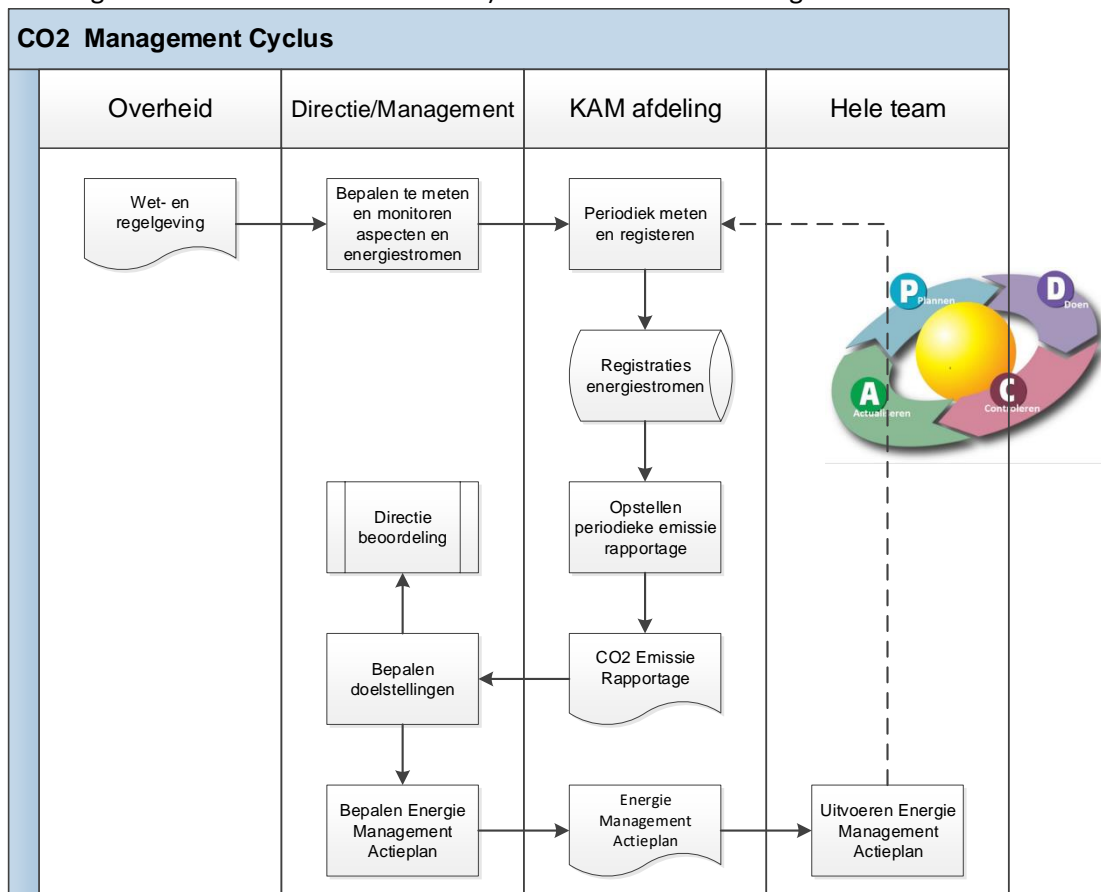 CO2 Management Cyclus
Overheid
Directie/Management
KAM afdeling
Hele team
Wet- en
regelgeving
Bepalen te meten
en monitoren
aspecten en
energiestromen
Periodiek meten
en registeren
P
Plannen
D
Doen
Registraties
energiestromen
A
Actualiseren
C
Controleren
Directie
beoordeling
Opstellen
periodieke emissie
rapportage
Bepalen
doelstellingen
CO2 Emissie
Rapportage
Bepalen Energie
Management
Actieplan
Energie
Management
Actieplan
Uitvoeren Energie
Management
Actieplan